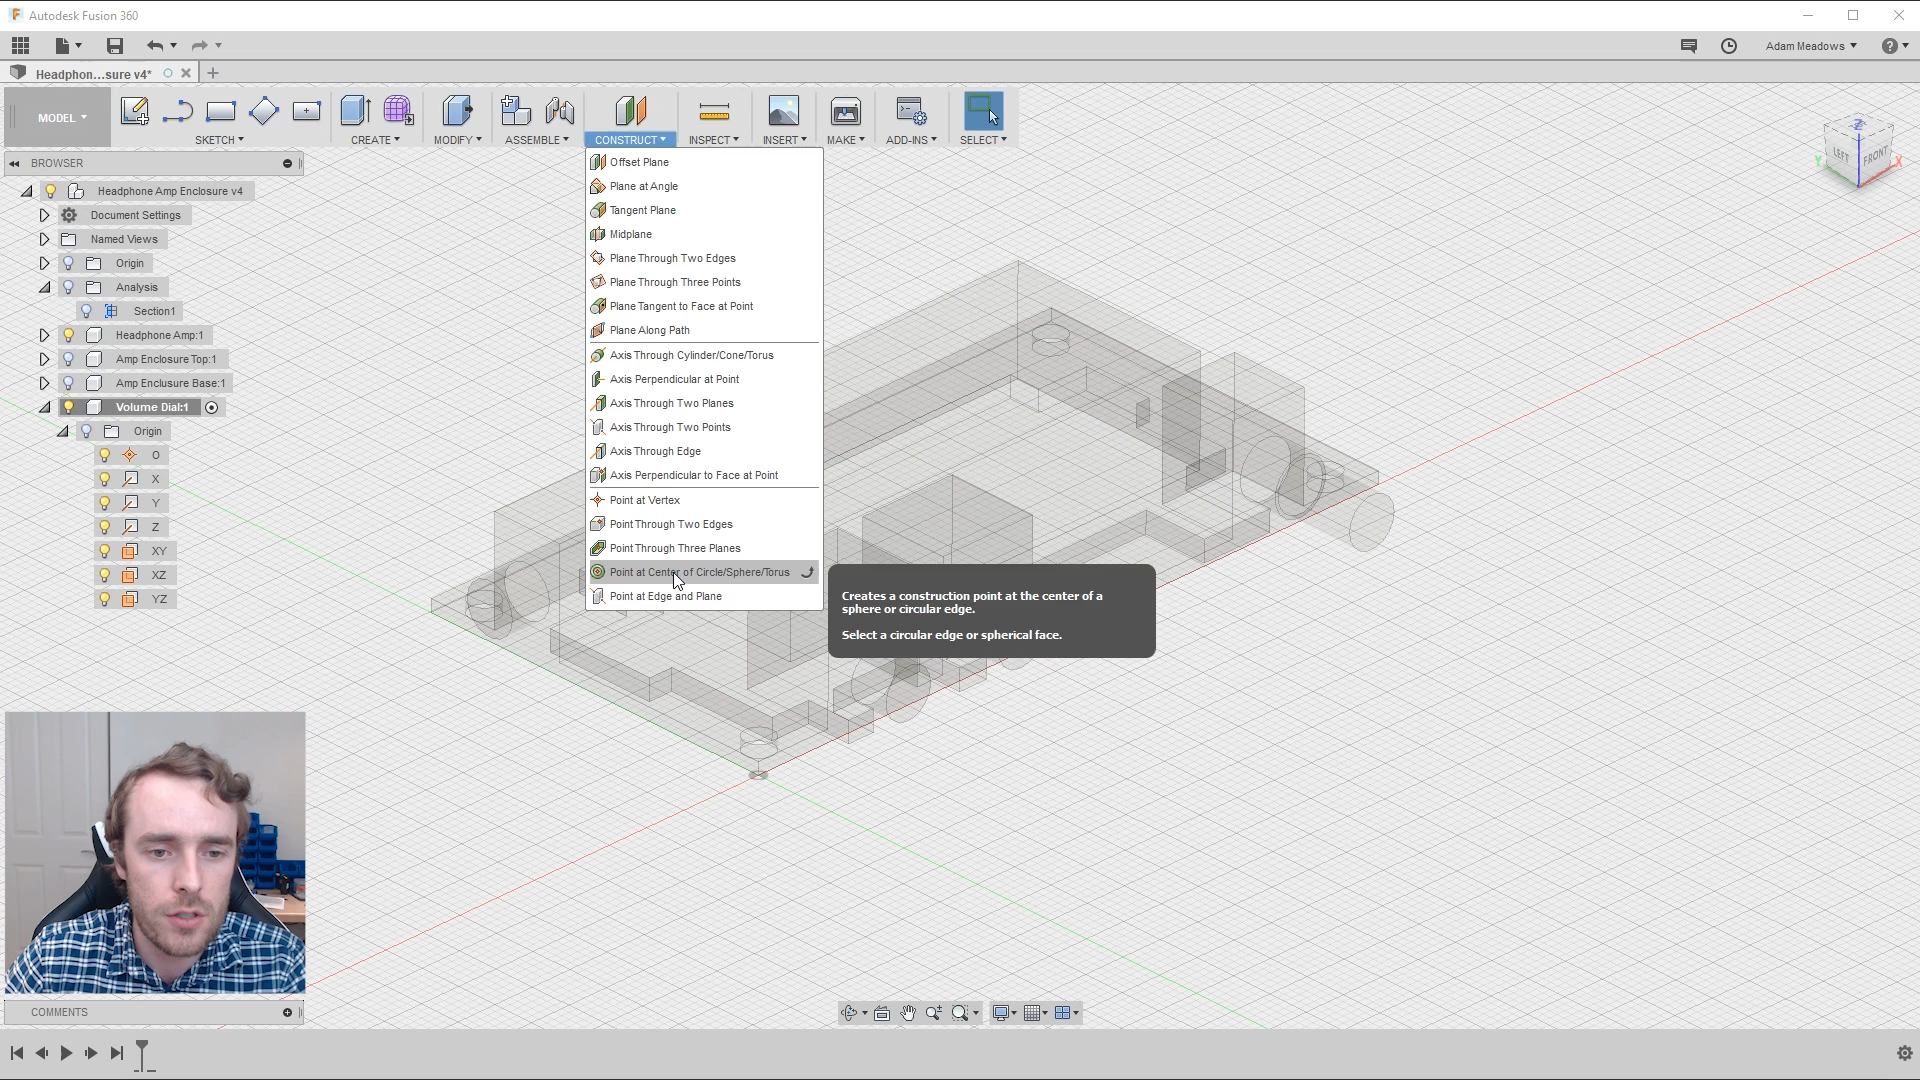 Autodesk Fusion 360
Adam Meadows
Headphon...sure v4*
MODEL
SKETCH
CREATE
MODIFY
ASSEMBLE
CONSTRUCT
INSPECT
INSERT
MAKE
ADD-INS
SELECT
BROWSER
Headphone Amp Enclosure v4
Document Settings
Named Views
Origin
Analysis
Section1
Headphone Amp:1
Amp Enclosure Top:1
Amp Enclusure Base:1
Volume Dial:1
Origin
O
X
Y
Z
XY
XZ
YZ
Offset Plane
Plane at Angle
Tangent Plane
Midplane
Plane Through Two Edges
Plane Through Three Points
Plane Tangent to Face at Point
Plane Along Path
Axis Through Cylinder/Cone/Torus
Axis Perpendicular at Point
Axis Through Two Planes
Axis Through Two Points
Axis Through Edge
Axis Perpendicular to Face at Point
Point at Vertex
Point Through Two Edges
Point Through Three Planes
Point at Center of Circle/Sphere/Torus
Point at Edge and Plane
Creates a construction point at the center of a
sphere or circular edge.
Select a circular edge or spherical face.
Z
LEFT
FRONT
Y
X
COMMENTS